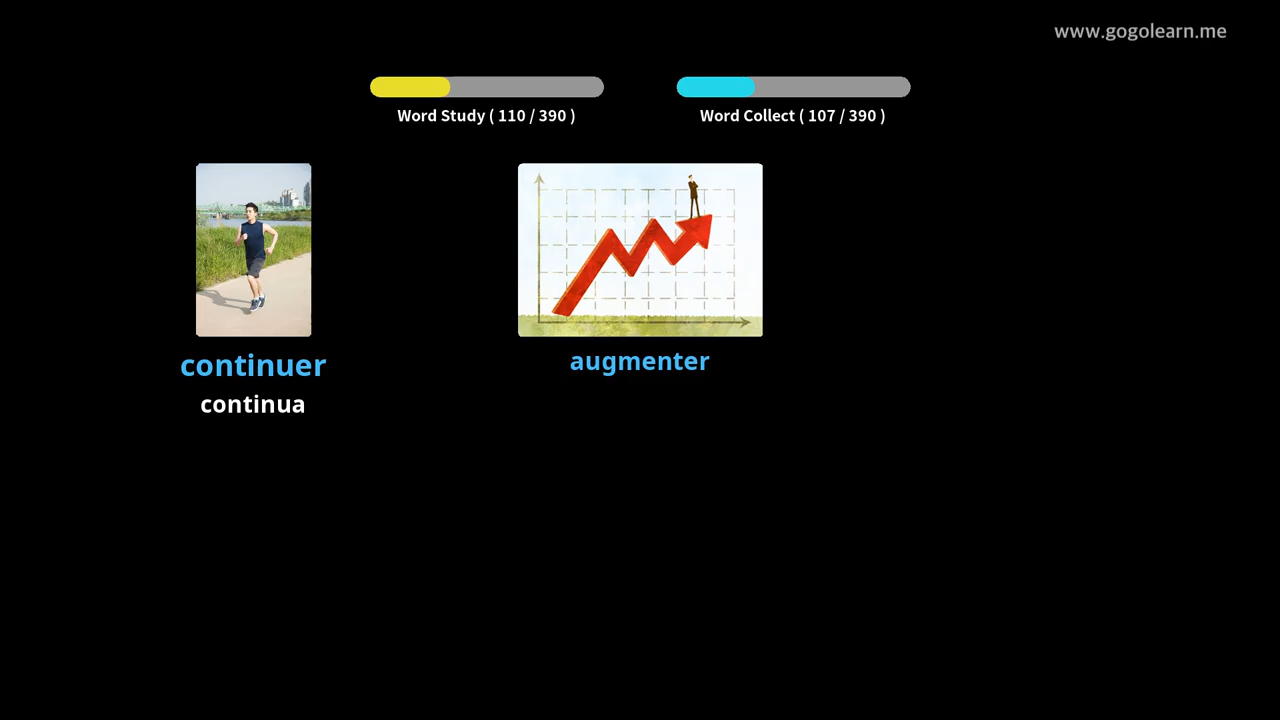 www.gogolearn.me
Word Study ( 110 / 390 )
Word Collect ( 107 / 390 )
continuer
continua
augmenter